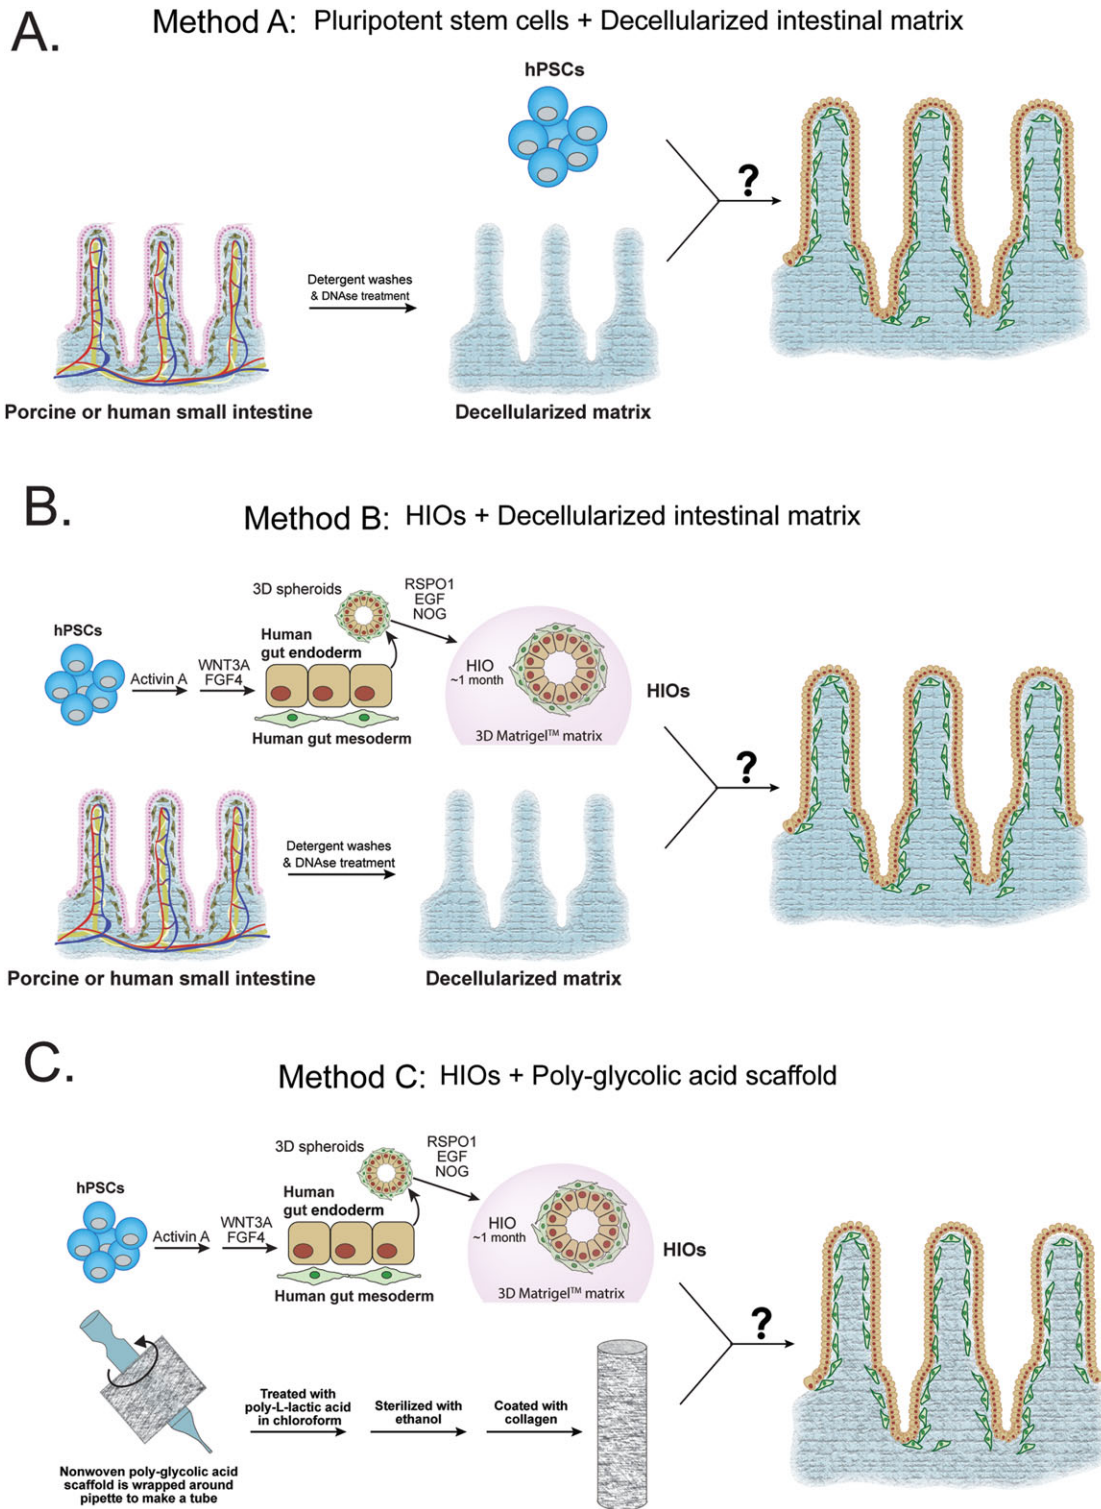 A.
Method A: Pluripotent stem cells + Decellularized intestinal matrix
hPSCs
?
Detergent washes
& DNAse treatment
Porcine or human small intestine
Decellularized matrix
B.
Method B: HIOs + Decellularized intestinal matrix
3D spheroids
RSPO1
EGF
NOG
hPSCs
Activin A
WNT3A
FGF4
Human
gut endoderm
Human gut mesoderm
HIO
~1 month
3D Matrigel™ matrix
HIOs
?
Detergent washes
& DNAse treatment
Porcine or human small intestine
Decellularized matrix
C.
Method C: HIOs + Poly-glycolic acid scaffold
3D spheroids
RSPO1
EGF
NOG
hPSCs
Activin A
WNT3A
FGF4
Human
gut endoderm
Human gut mesoderm
HIO
~1 month
3D Matrigel™ matrix
HIOs
?
Treated with
poly-L-lactic acid
in chloroform
Sterilized with
ethanol
Coated with
collagen
Nonwoven poly-glycolic acid
scaffold is wrapped around
pipette to make a tube